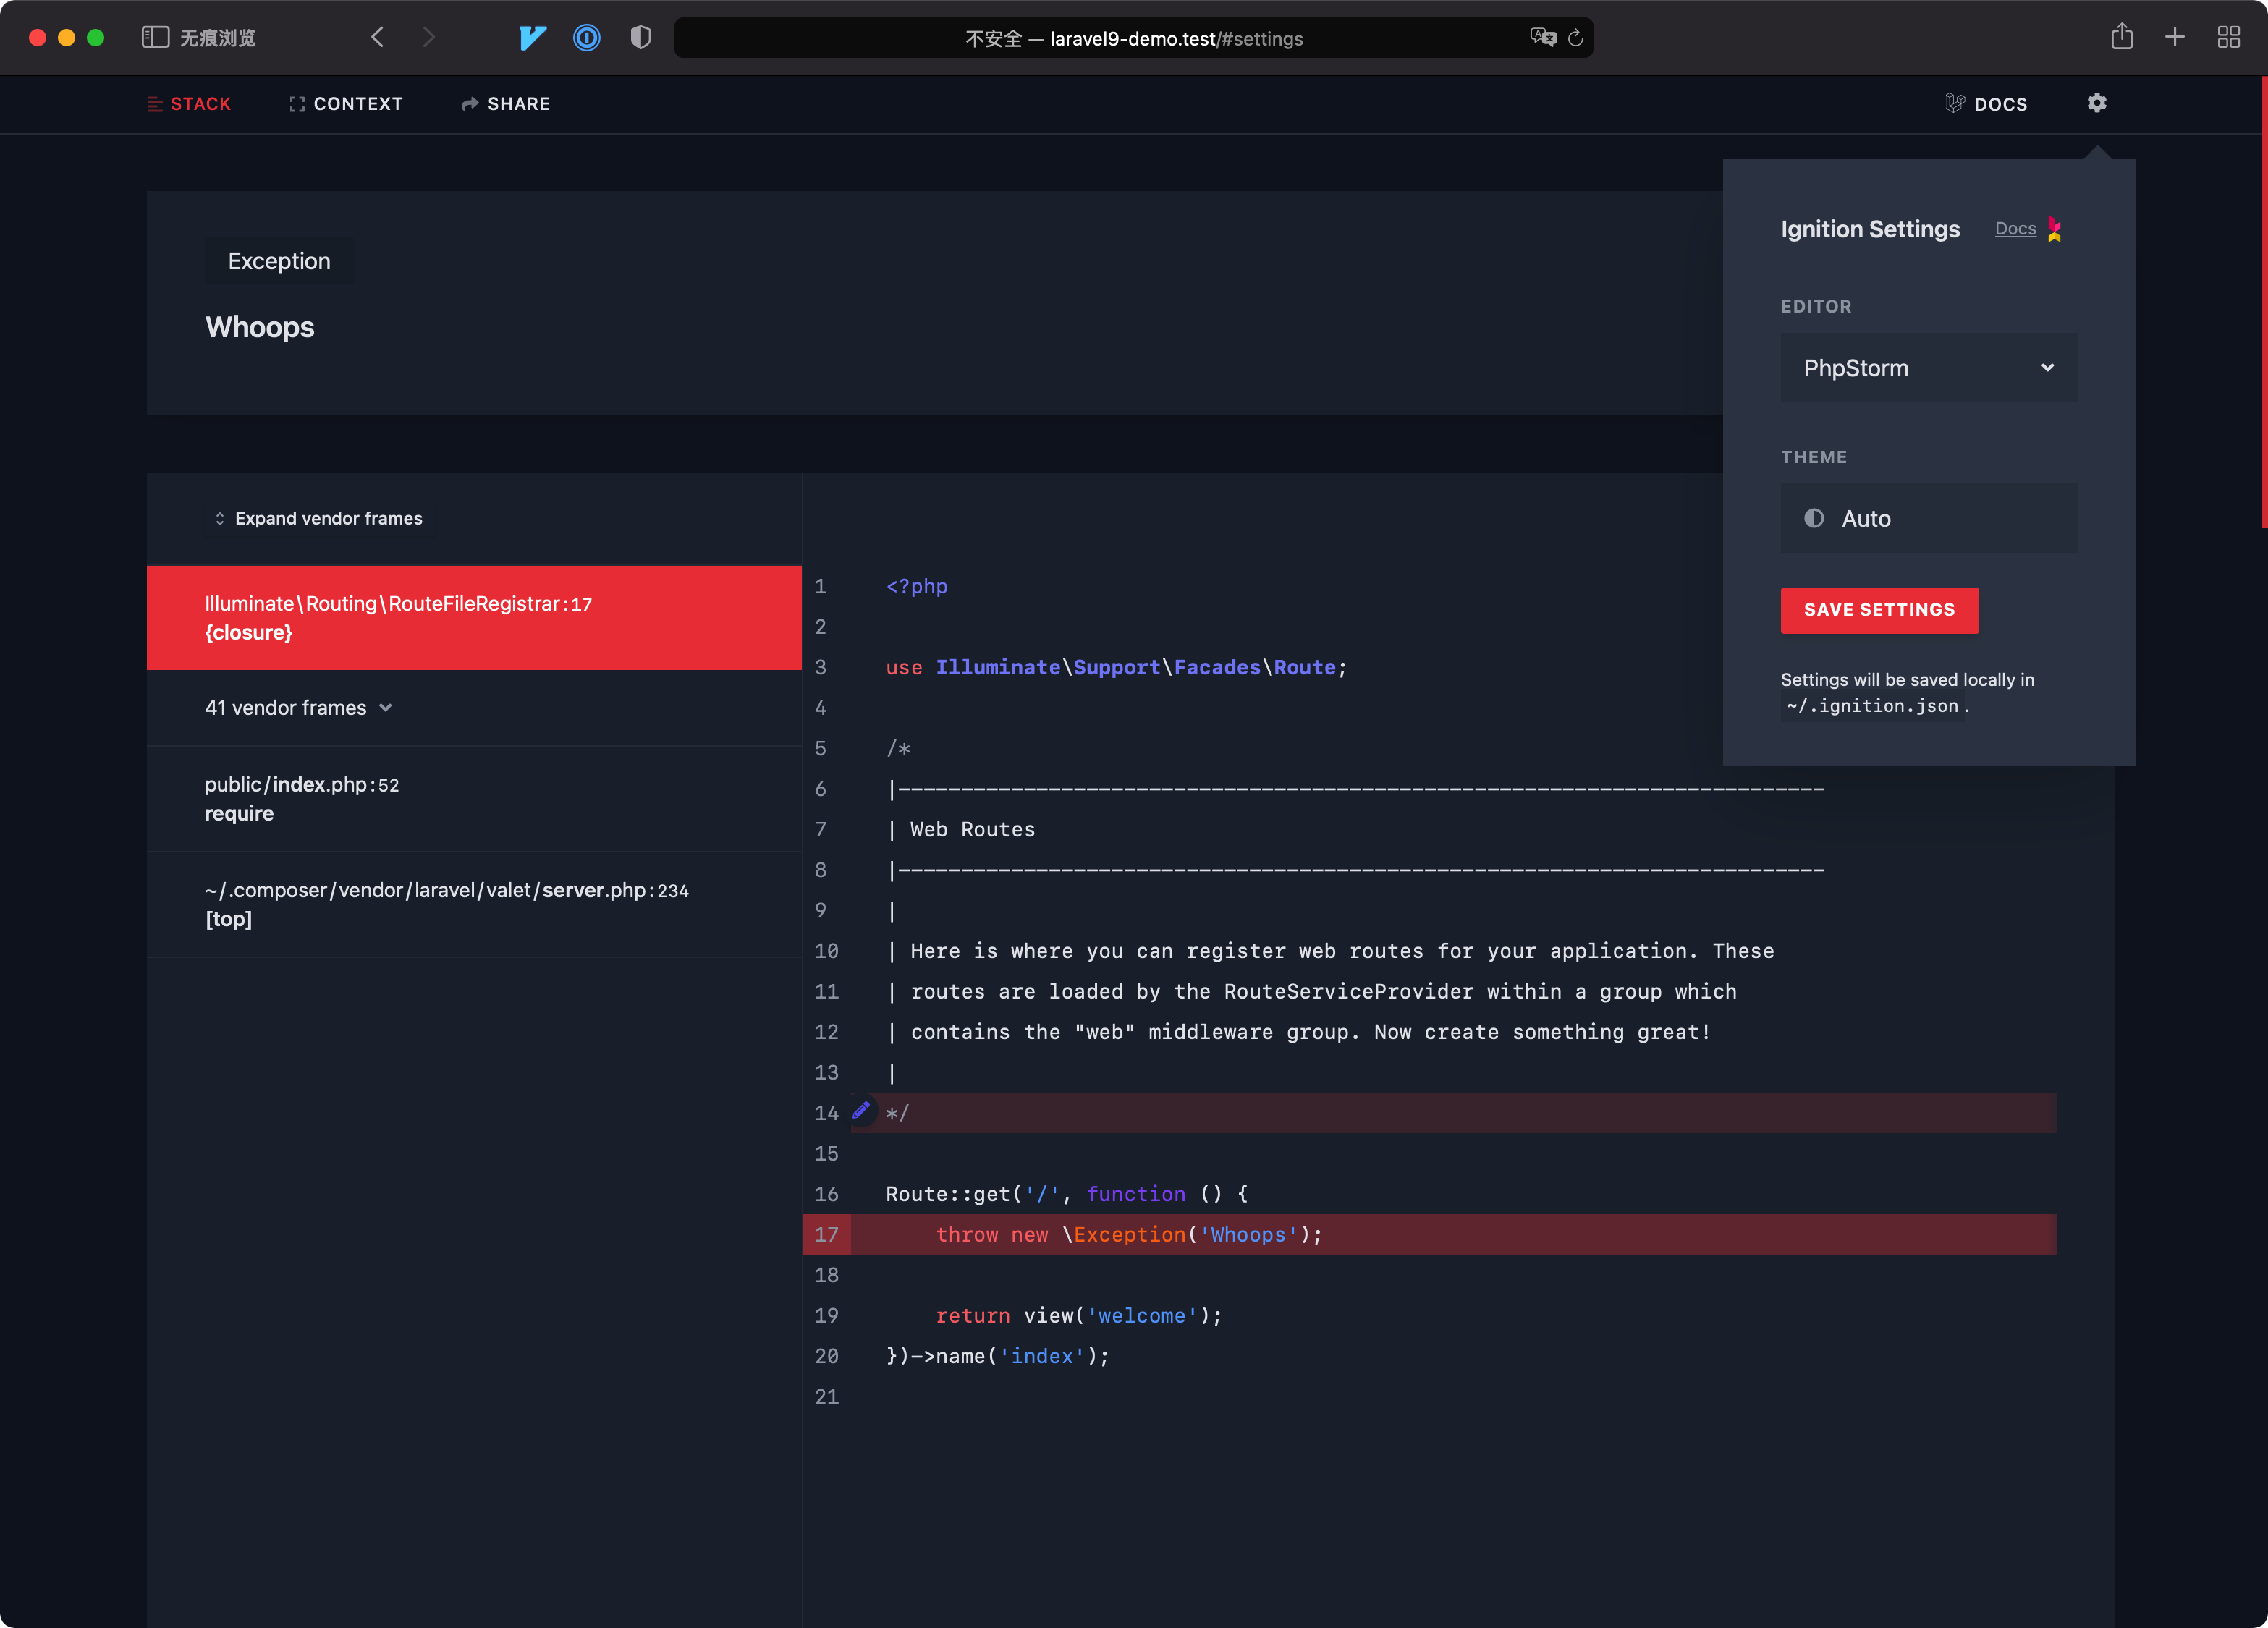 无痕浏览
不安全 — laravel9-demo.test/#settings
STACK
CONTEXT
SHARE
DOCS
Exception
Whoops
Ignition Settings
Docs
EDITOR
PhpStorm
THEME
Auto
SAVE SETTINGS
Settings will be saved locally in
~/.ignition.json .
Expand vendor frames
Illuminate\Routing\RouteFileRegistrar:17
{closure}
41 vendor frames
public/index.php:52
require
~/.composer/vendor/laravel/valet/server.php:234
[top]
1 <?php
2
3 use Illuminate\Support\Facades\Route;
4
5 /*
6 |--------------------------------------------------------------------------
7 | Web Routes
8 |--------------------------------------------------------------------------
9 |
10 | Here is where you can register web routes for your application. These
11 | routes are loaded by the RouteServiceProvider within a group which
12 | contains the "web" middleware group. Now create something great!
13 |
14 */
15
16 Route::get('/', function () {
17     throw new \Exception('Whoops');
18
19     return view('welcome');
20 })->name('index');
21